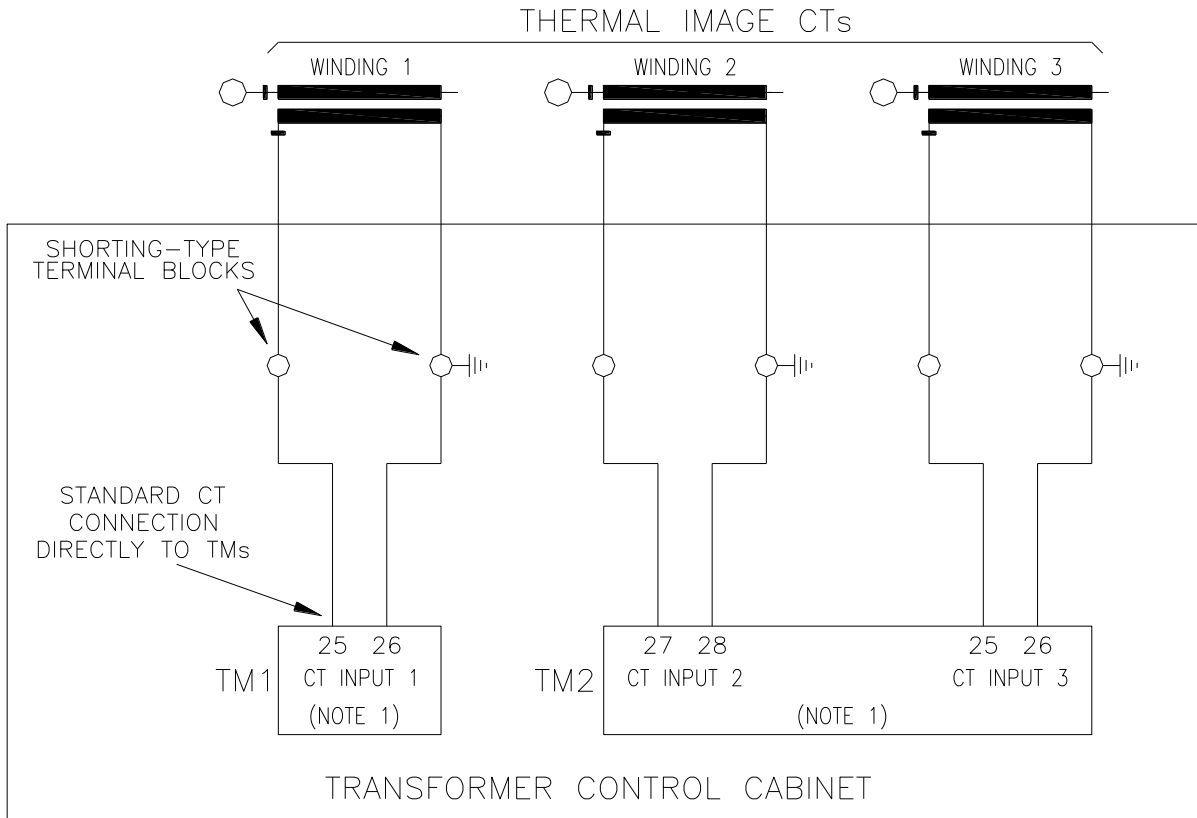 THERMAL IMAGE CTs
WINDING 1
WINDING 2
WINDING 3
SHORTING-TYPE
TERMINAL BLOCKS
STANDARD CT
CONNECTION
DIRECTLY TO TMs
TM1
25 26
CT INPUT 1
(NOTE 1)
TM2
27 28
CT INPUT 2
25 26
CT INPUT 3
(NOTE 1)
TRANSFORMER CONTROL CABINET